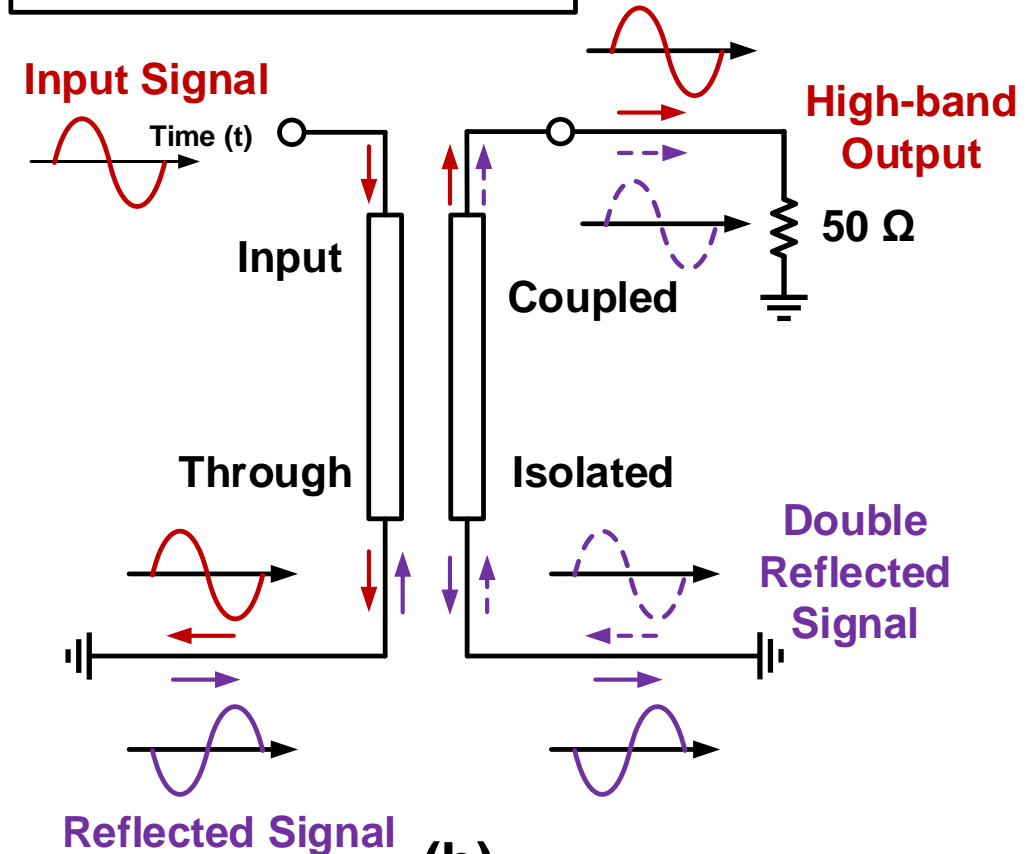 Input Signal
Time (t)
High-band
Output
50 Ω
Input
Coupled
Through
Isolated
Double
Reflected
Signal
Reflected Signal
(b)